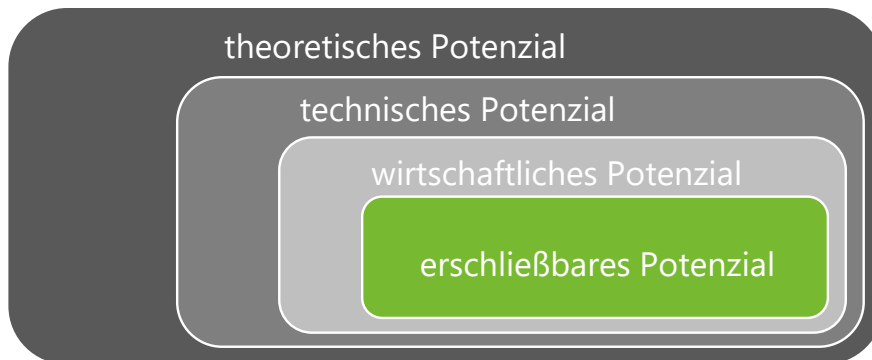 theoretisches Potenzial
technisches Potenzial
wirtschaftliches Potenzial
erschließbares Potenzial